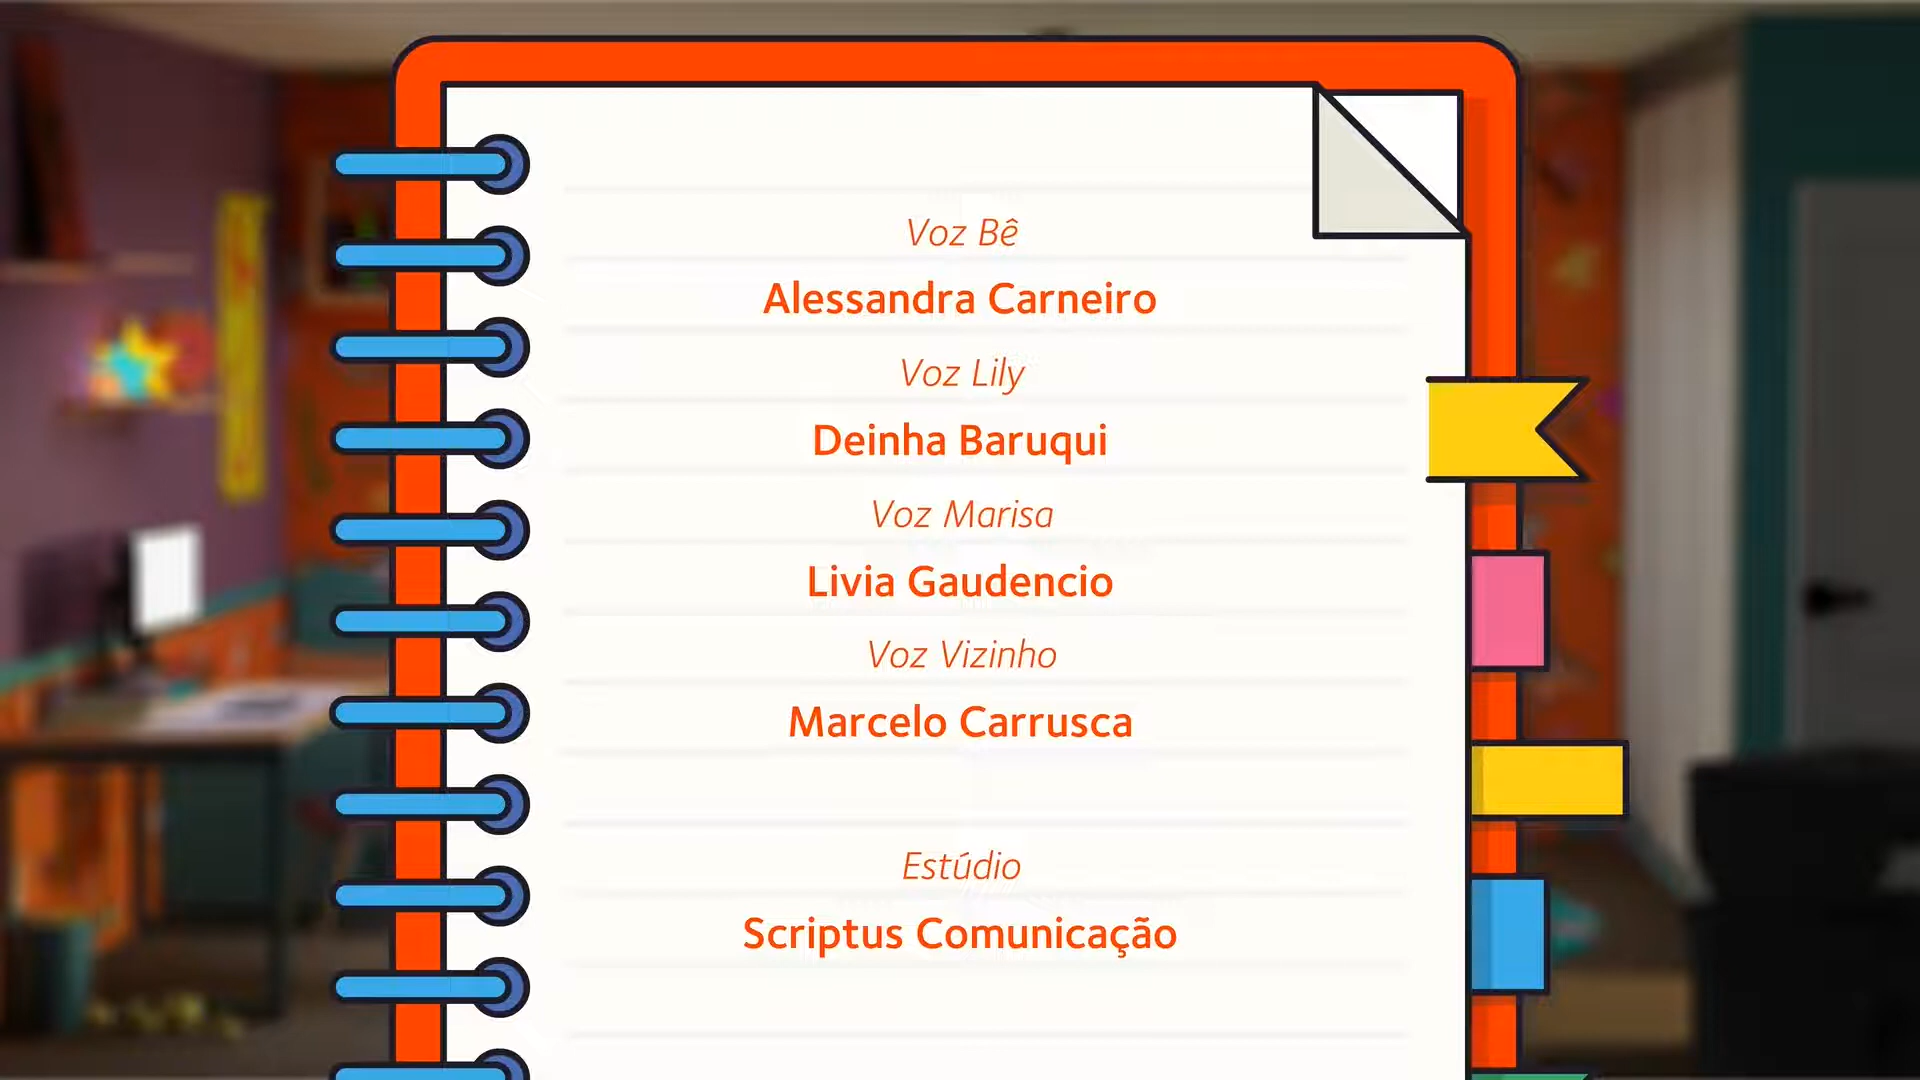 Voz Bê
Alessandra Carneiro
Voz Lily
Deinha Baruqui
Voz Marisa
Livia Gaudencio
Voz Vizinho
Marcelo Carrusca
Estúdio
Scriptus Comunicação